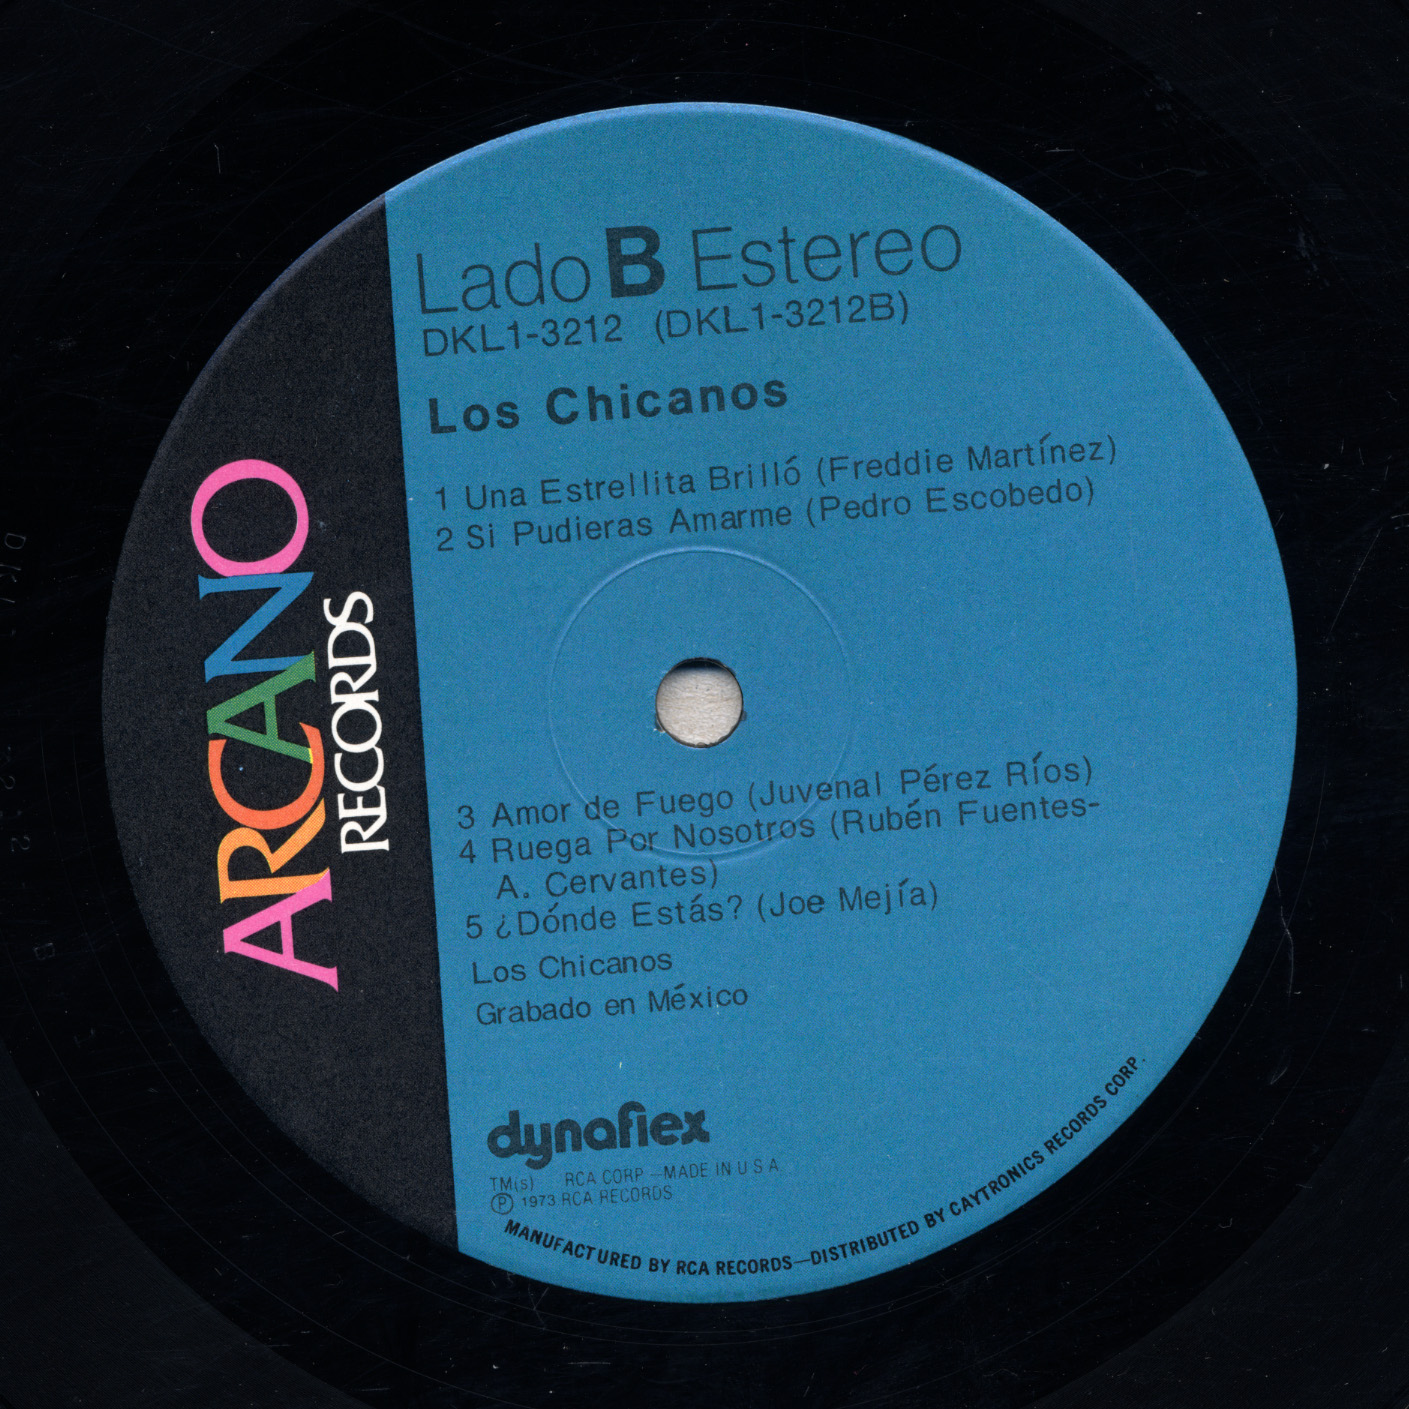 Lado B Estereo
DKL1-3212 (DKL1-3212B)
Los Chicanos
1 Una Estrellita Brilló (Freddie Martínez)
2 Si Pudieras Amarme (Pedro Escobedo)
3 Amor de Fuego (Juvenal Pérez Ríos)
4 Ruega Por Nosotros (Rubén Fuentes-
A. Cervantes)
5 ¿Dónde Estás? (Joe Mejía)
Los Chicanos
Grabado en México
dynaflex
TM(s) RCA CORP —MADE IN U S A
℗ 1973 RCA RECORDS
MANUFACTURED BY RCA RECORDS—DISTRIBUTED BY CAYTRONICS RECORDS CORP.
ARCANO
RECORDS